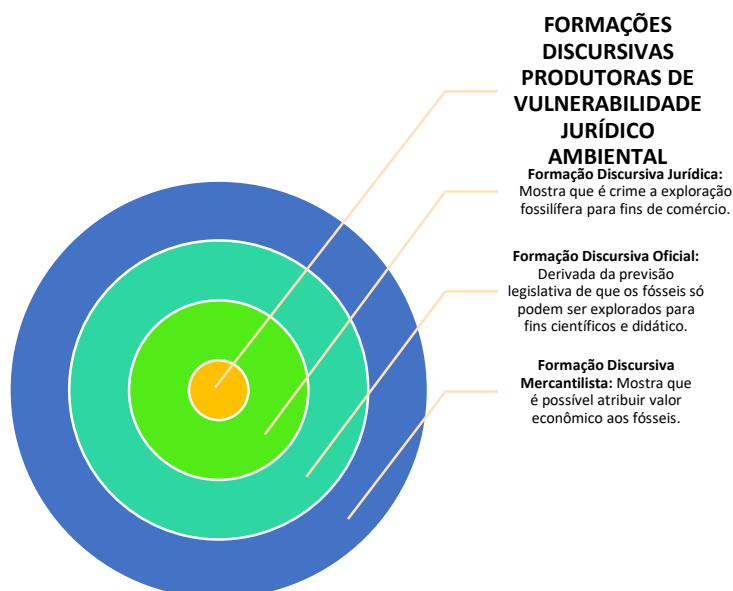 FORMAÇÕES
DISCURSIVAS
PRODUTORAS DE
VULNERABILIDADE
JURÍDICO
AMBIENTAL
Formação Discursiva Jurídica:
Mostra que é crime a exploração
fossilífera para fins de comércio.
Formação Discursiva Oficial:
Derivada da previsão
legislativa de que os fósseis só
podem ser explorados para
fins científicos e didático.
Formação Discursiva
Mercantilista: Mostra que
é possível atribuir valor
econômico aos fósseis.